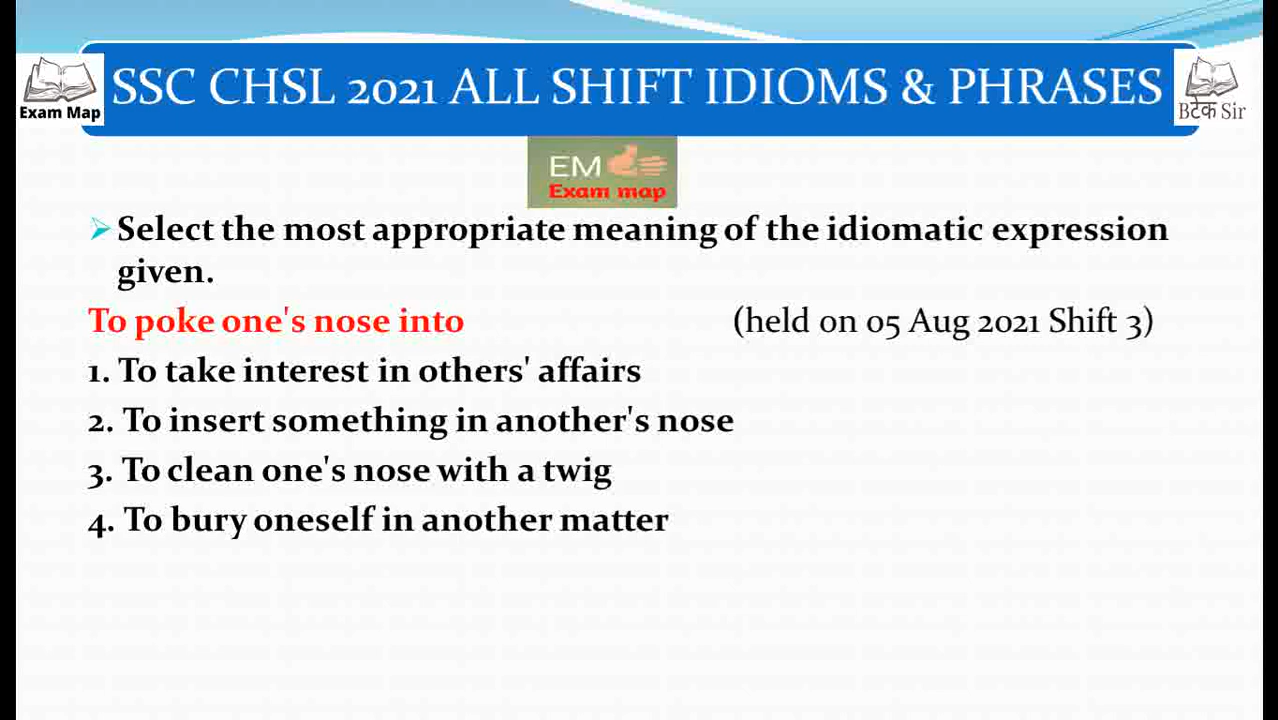 SSC CHSL 2021 ALL SHIFT IDIOMS & PHRASES
Exam Map
Bटेक Sir
EM
Exam map
➢ Select the most appropriate meaning of the idiomatic expression
given.
To poke one's nose into (held on 05 Aug 2021 Shift 3)
1. To take interest in others' affairs
2. To insert something in another's nose
3. To clean one's nose with a twig
4. To bury oneself in another matter